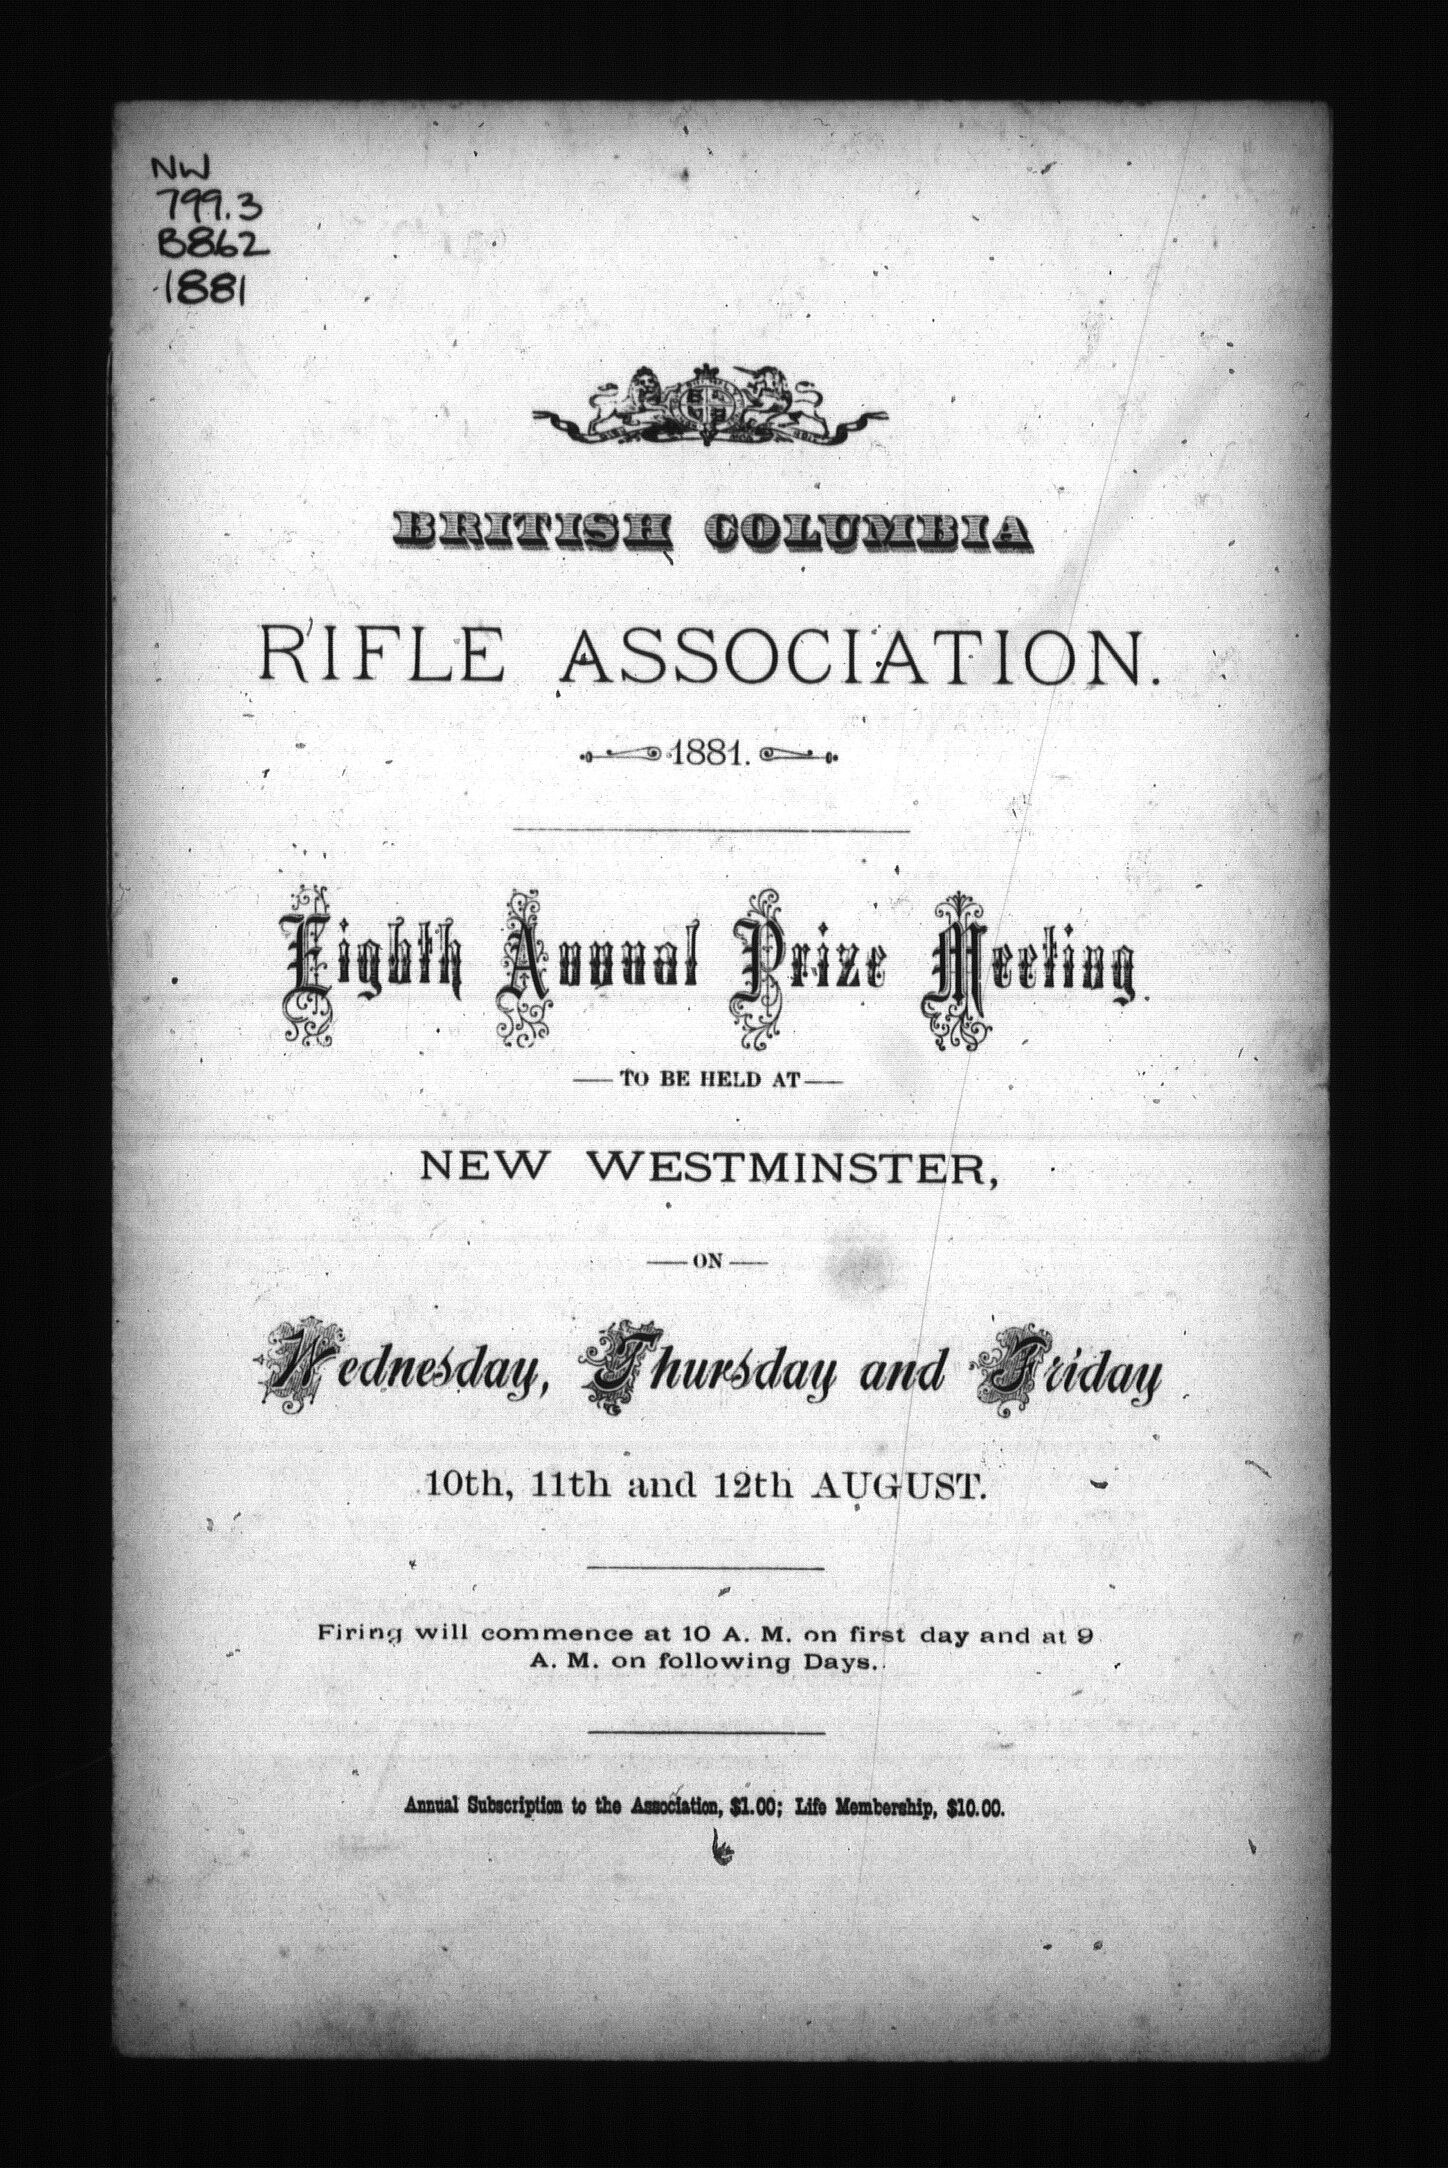 NW
799.3
B862
1881
BRITISH COLUMBIA
RIFLE ASSOCIATION.
1881.
Eighth Annual Prize Meeting
TO BE HELD AT
NEW WESTMINSTER,
ON
Wednesday, Thursday and Friday
10th, 11th and 12th AUGUST.
Firing will commence at 10 A. M. on first day and at 9
A. M. on following Days.
Annual Subscription to the Association, $1.00; Life Membership, $10.00.